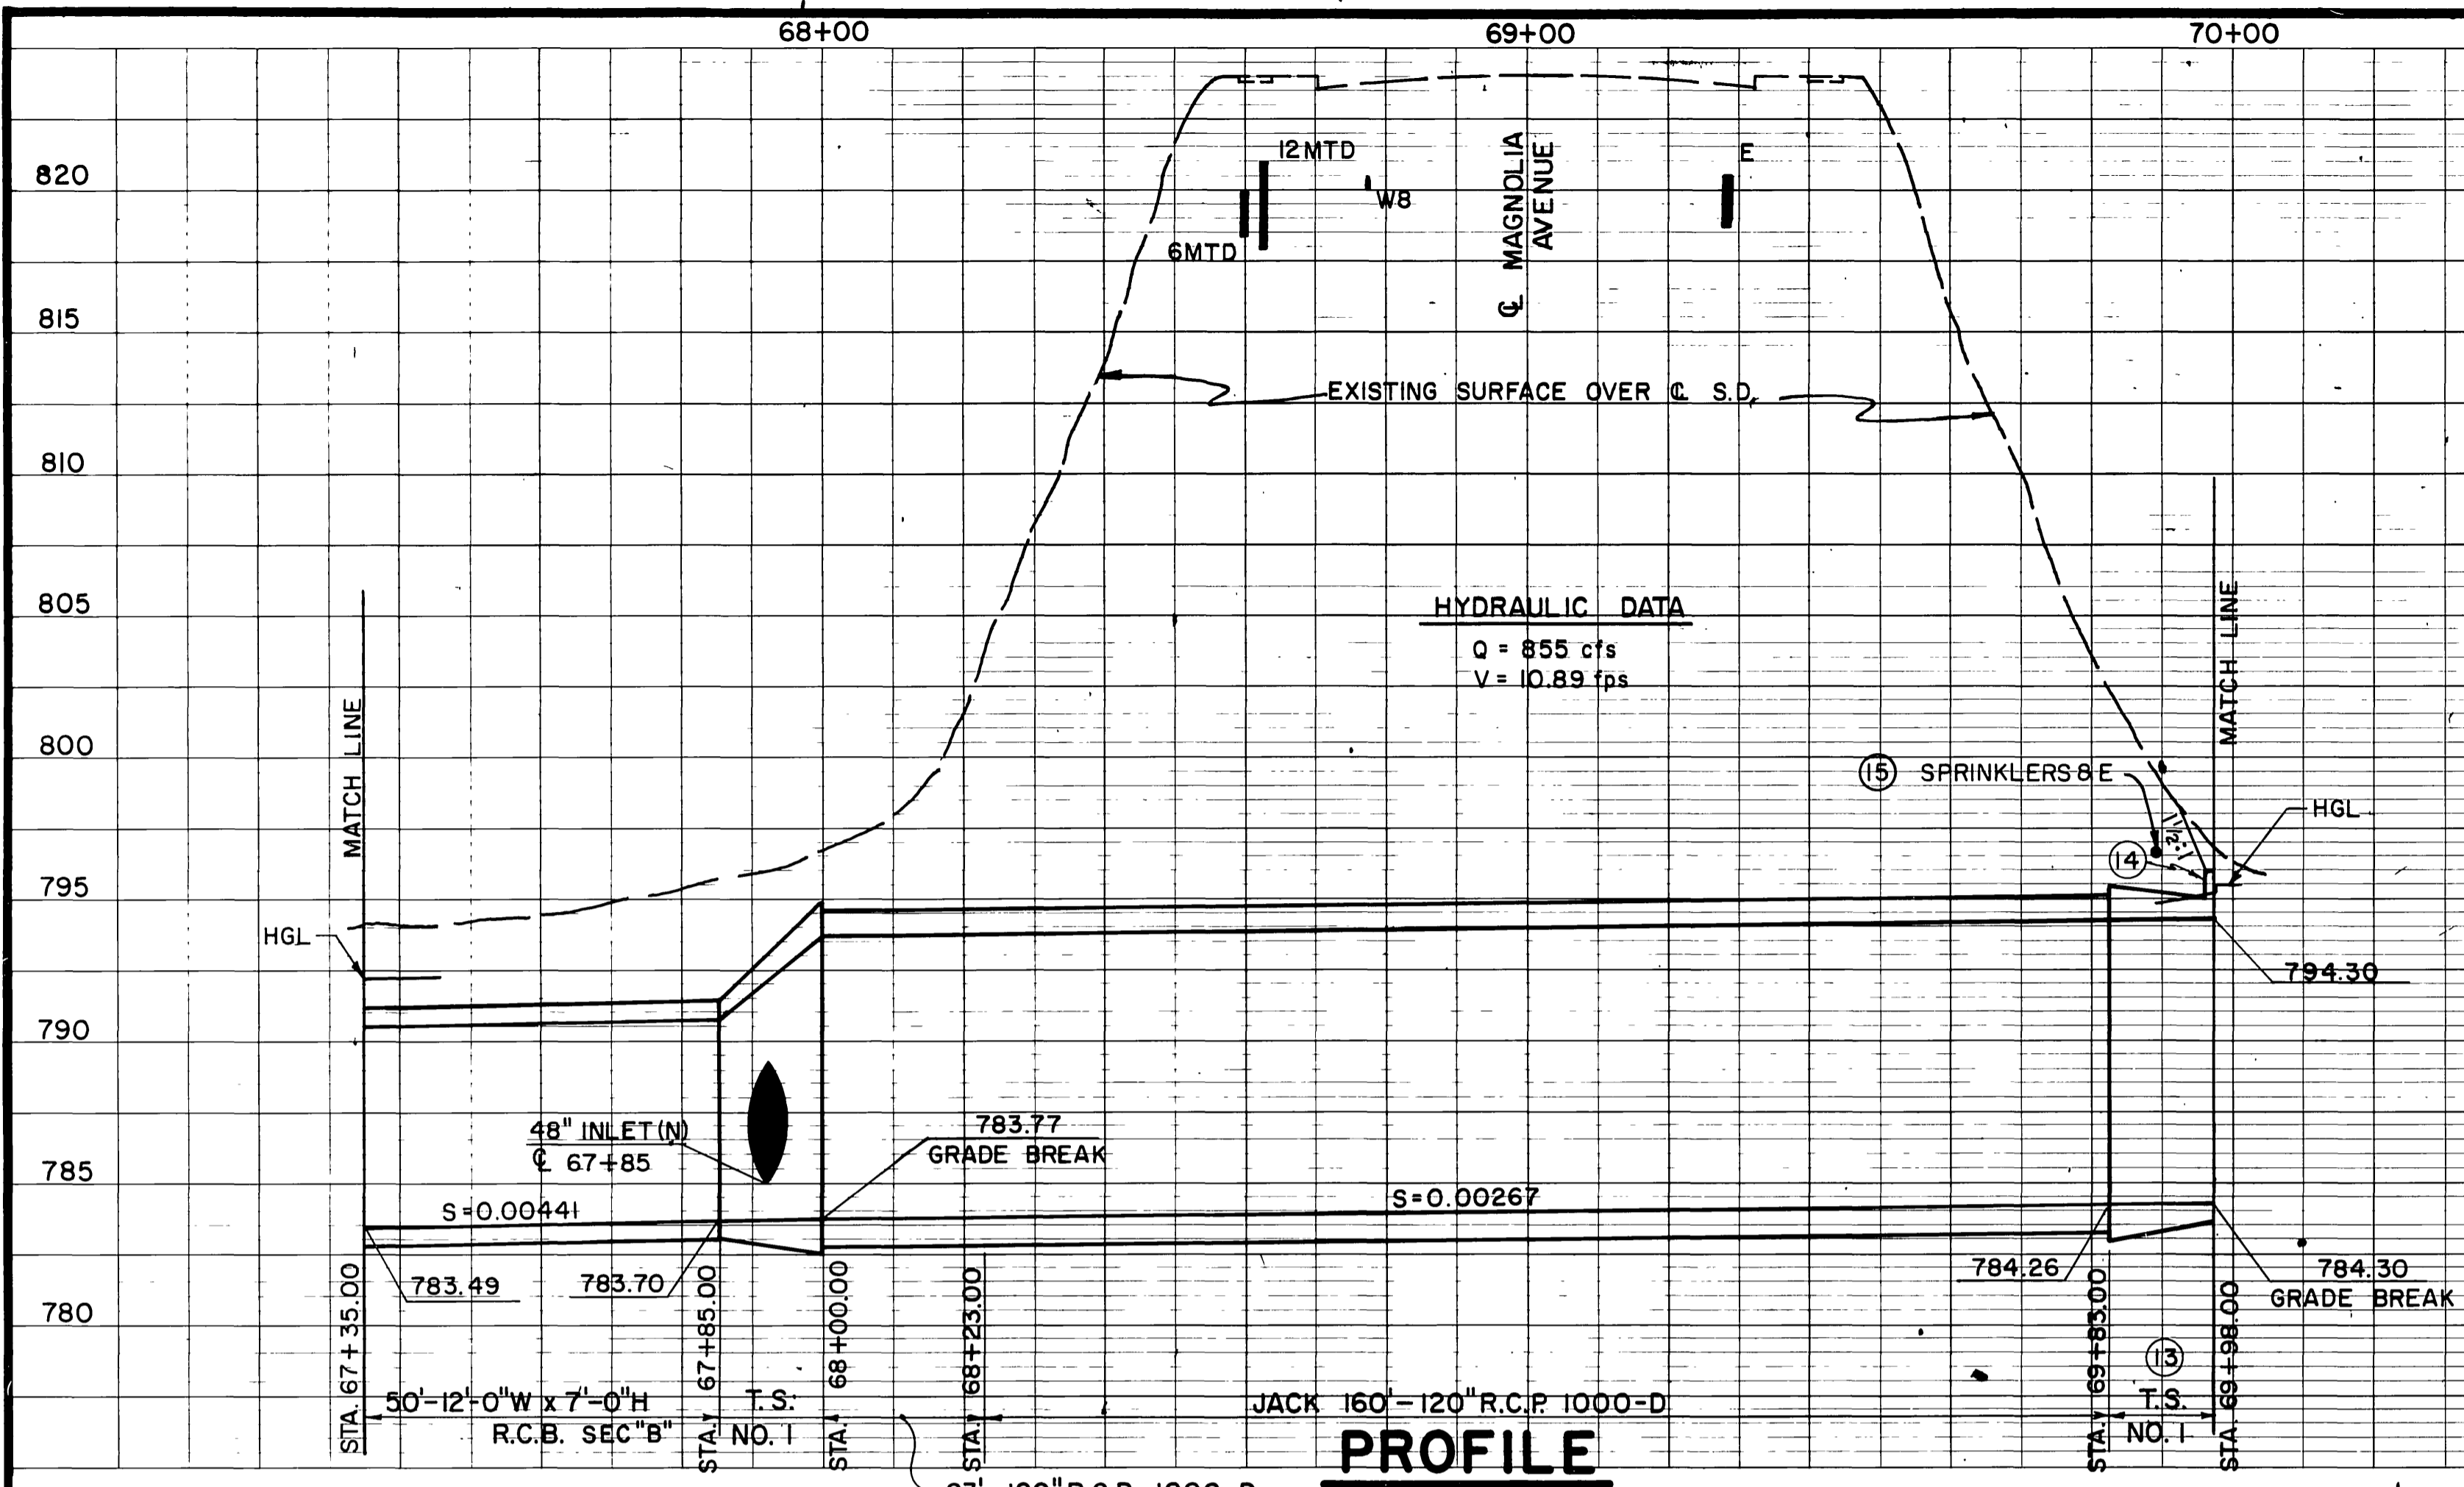 68+00 69+00 70+00
820
815
810
805
800
795
790
785
780
12MTD
6MTD
W8
E
℄ MAGNOLIA
AVENUE
EXISTING SURFACE OVER ℄ S.D.
HYDRAULIC DATA
Q = 855 cfs
V = 10.89 fps
MATCH LINE
MATCH LINE
15 SPRINKLERS & E
14
1 1/2:1
HGL
HGL
794.30
48" INLET (N)
℄ 67+85
783.77
GRADE BREAK
S=0.00441
S=0.00267
783.49
783.70
784.26
784.30
GRADE BREAK
STA. 67+35.00
STA. 67+85.00
STA. 68+00.00
STA. 68+23.00
STA. 69+83.00
STA. 69+98.00
50'-12'-0"W x 7'-0"H
R.C.B. SEC "B"
T.S.
NO. 1
JACK 160'-120" R.C.P. 1000-D
13
T.S.
NO. 1
PROFILE